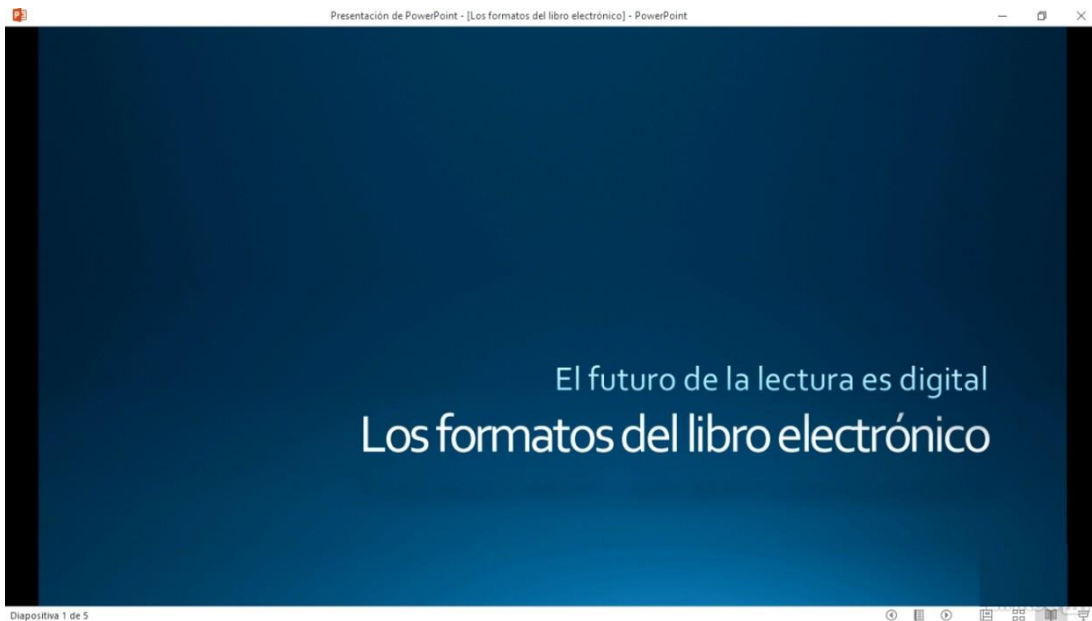 Presentación de PowerPoint - [Los formatos del libro electrónico] - PowerPoint
El futuro de la lectura es digital
Los formatos del libro electrónico
Diapositiva 1 de 5